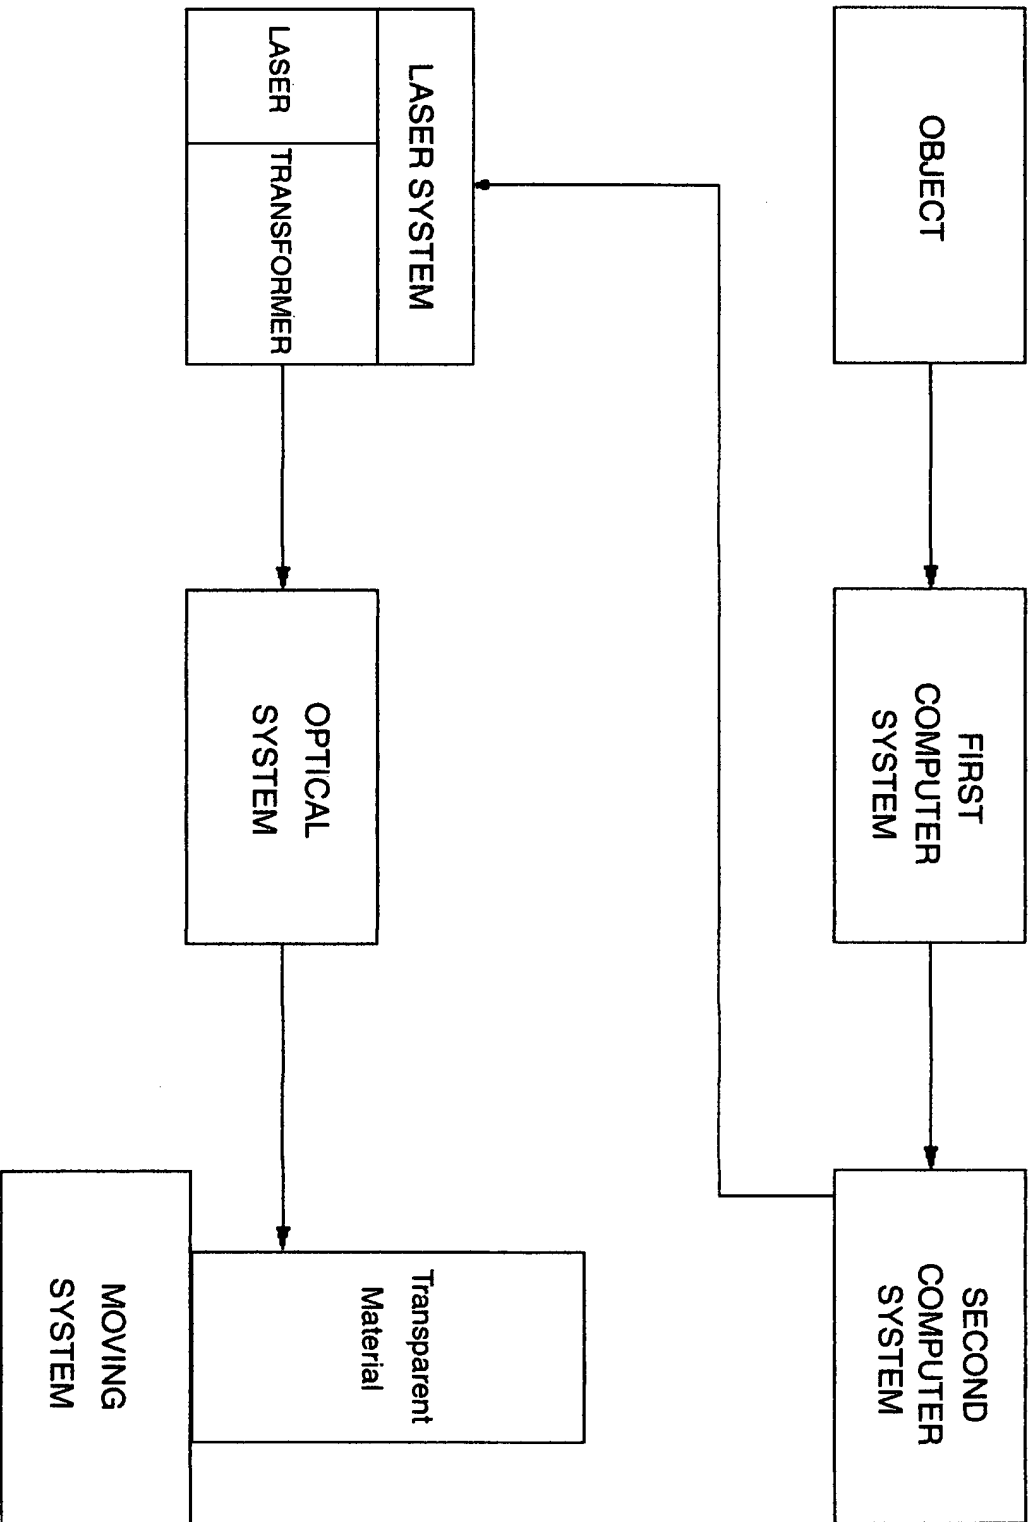 OBJECT
FIRST
COMPUTER
SYSTEM
SECOND
COMPUTER
SYSTEM
LASER SYSTEM
LASER
TRANSFORMER
OPTICAL
SYSTEM
Transparent
Material
MOVING
SYSTEM